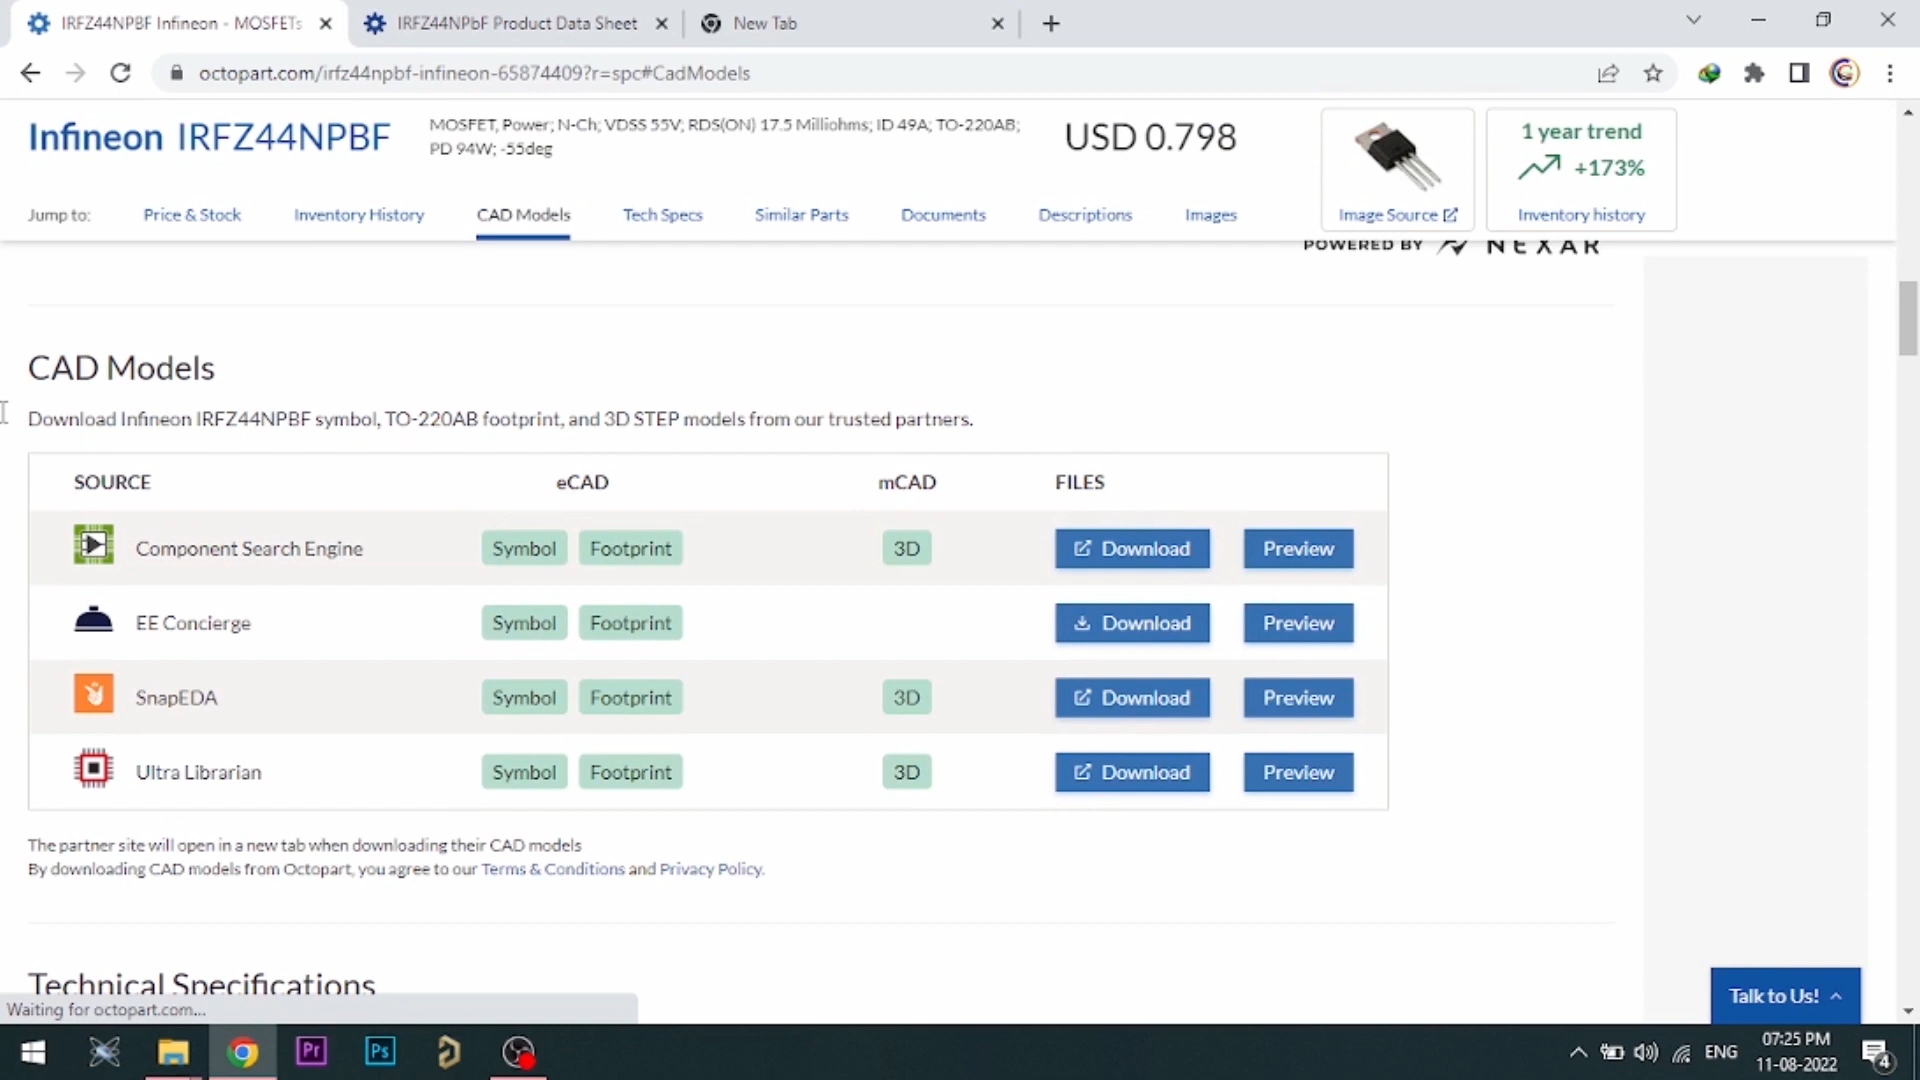 IRFZ44NPBF Infineon - MOSFETs
IRFZ44NPbF Product Data Sheet
New Tab
octopart.com/irfz44npbf-infineon-65874409?r=spc#CadModels
Infineon IRFZ44NPBF
MOSFET, Power; N-Ch; VDSS 55V; RDS(ON) 17.5 Milliohms; ID 49A; TO-220AB;
PD 94W; -55deg
USD 0.798
1 year trend
+173%
Jump to:
Price & Stock
Inventory History
CAD Models
Tech Specs
Similar Parts
Documents
Descriptions
Images
Image Source
Inventory history
POWERED BY NEXAR
CAD Models
Download Infineon IRFZ44NPBF symbol, TO-220AB footprint, and 3D STEP models from our trusted partners.
SOURCE eCAD mCAD FILES
Component Search Engine Symbol Footprint 3D Download Preview
EE Concierge Symbol Footprint Download Preview
SnapEDA Symbol Footprint 3D Download Preview
Ultra Librarian Symbol Footprint 3D Download Preview
The partner site will open in a new tab when downloading their CAD models
By downloading CAD models from Octopart, you agree to our Terms & Conditions and Privacy Policy.
Technical Specifications
Waiting for octopart.com...
Talk to Us!
Pr
Ps
ENG
07:25 PM
11-08-2022
4